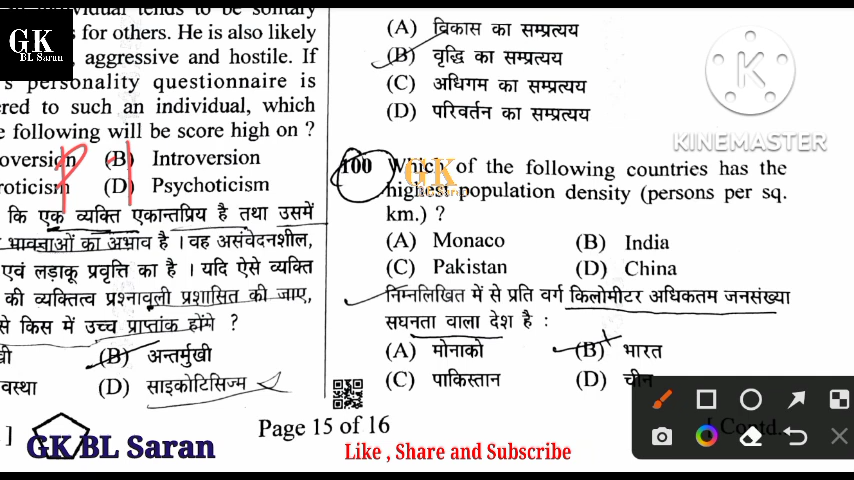 individual tends to be solitary
s for others. He is also likely
, aggressive and hostile. If
's personality questionnaire is
ered to such an individual, which
e following will be score high on ?
oversion (B) Introversion
roticism (D) Psychoticism
कि एक व्यक्ति एकान्तप्रिय है तथा उसमें
भावनाओं का अभाव है । वह असंवेदनशील,
एवं लड़ाकू प्रवृत्ति का है । यदि ऐसे व्यक्ति
की व्यक्तित्व प्रश्नावली प्रशासित की जाए,
से किस में उच्च प्राप्तांक होंगे ?
खी (B) अन्तर्मुखी
वस्था (D) साइकोटिसिज्म
GK
BL Saran
P
(A) विकास का सम्प्रत्यय
(B) वृद्धि का सम्प्रत्यय
(C) अधिगम का सम्प्रत्यय
(D) परिवर्तन का सम्प्रत्यय
K
KINEMASTER
100 Which of the following countries has the
highest population density (persons per sq.
km.) ?
GK
BL Saran
(A) Monaco (B) India
(C) Pakistan (D) China
निम्नलिखित में से प्रति वर्ग किलोमीटर अधिकतम जनसंख्या
सघनता वाला देश है :
(A) मोनाको (B) भारत
(C) पाकिस्तान (D) चीन
] Page 15 of 16 [ Contd.
GK BL Saran
Like , Share and Subscribe